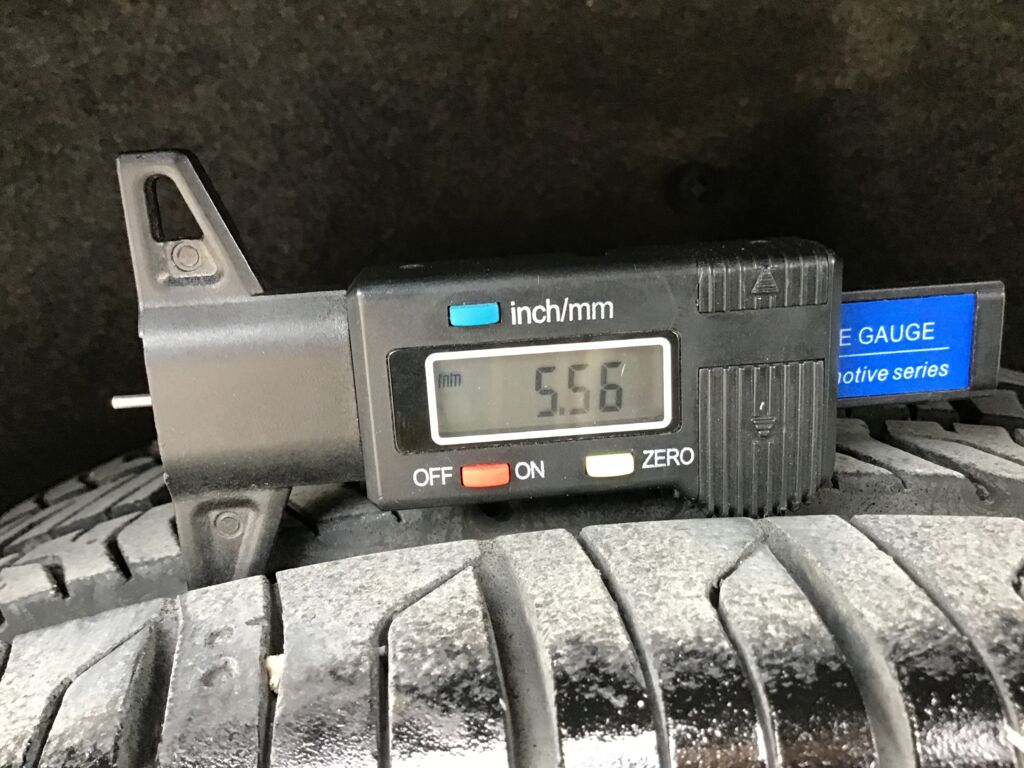 inch/mm
mm 5.56
OFF ON ZERO
E GAUGE
motive series